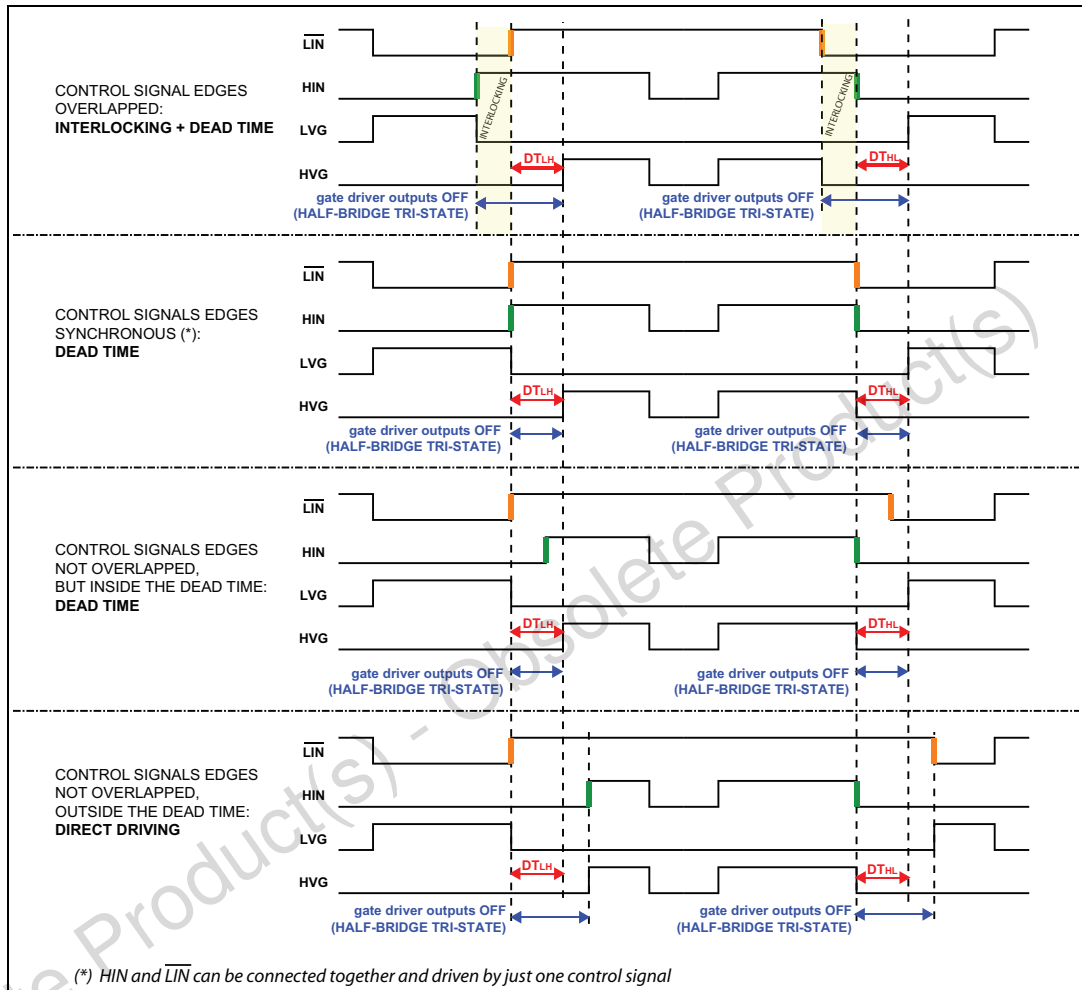 LIN
HIN
LVG
HVG
CONTROL SIGNAL EDGES
OVERLAPPED:
INTERLOCKING + DEAD TIME
INTERLOCKING
INTERLOCKING
DTLH
DTHL
gate driver outputs OFF
(HALF-BRIDGE TRI-STATE)
gate driver outputs OFF
(HALF-BRIDGE TRI-STATE)
LIN
HIN
LVG
HVG
CONTROL SIGNALS EDGES
SYNCHRONOUS (*):
DEAD TIME
DTLH
DTHL
gate driver outputs OFF
(HALF-BRIDGE TRI-STATE)
gate driver outputs OFF
(HALF-BRIDGE TRI-STATE)
LIN
HIN
LVG
HVG
CONTROL SIGNALS EDGES
NOT OVERLAPPED,
BUT INSIDE THE DEAD TIME:
DEAD TIME
DTLH
DTHL
gate driver outputs OFF
(HALF-BRIDGE TRI-STATE)
gate driver outputs OFF
(HALF-BRIDGE TRI-STATE)
LIN
HIN
LVG
HVG
CONTROL SIGNALS EDGES
NOT OVERLAPPED,
OUTSIDE THE DEAD TIME:
DIRECT DRIVING
DTLH
DTHL
gate driver outputs OFF
(HALF-BRIDGE TRI-STATE)
gate driver outputs OFF
(HALF-BRIDGE TRI-STATE)
(*) HIN and LIN can be connected together and driven by just one control signal
Product(s) - Obsolete Product(s)